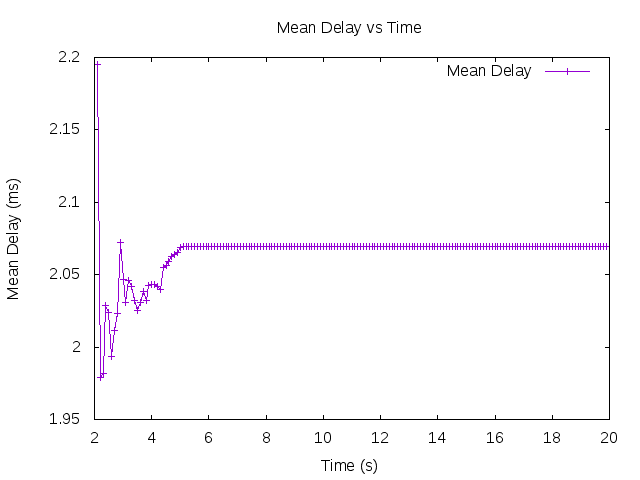 Mean Delay vs Time
Mean Delay
2.2
2.15
2.1
2.05
2
1.95
Mean Delay (ms)
2 4 6 8 10 12 14 16 18 20
Time (s)